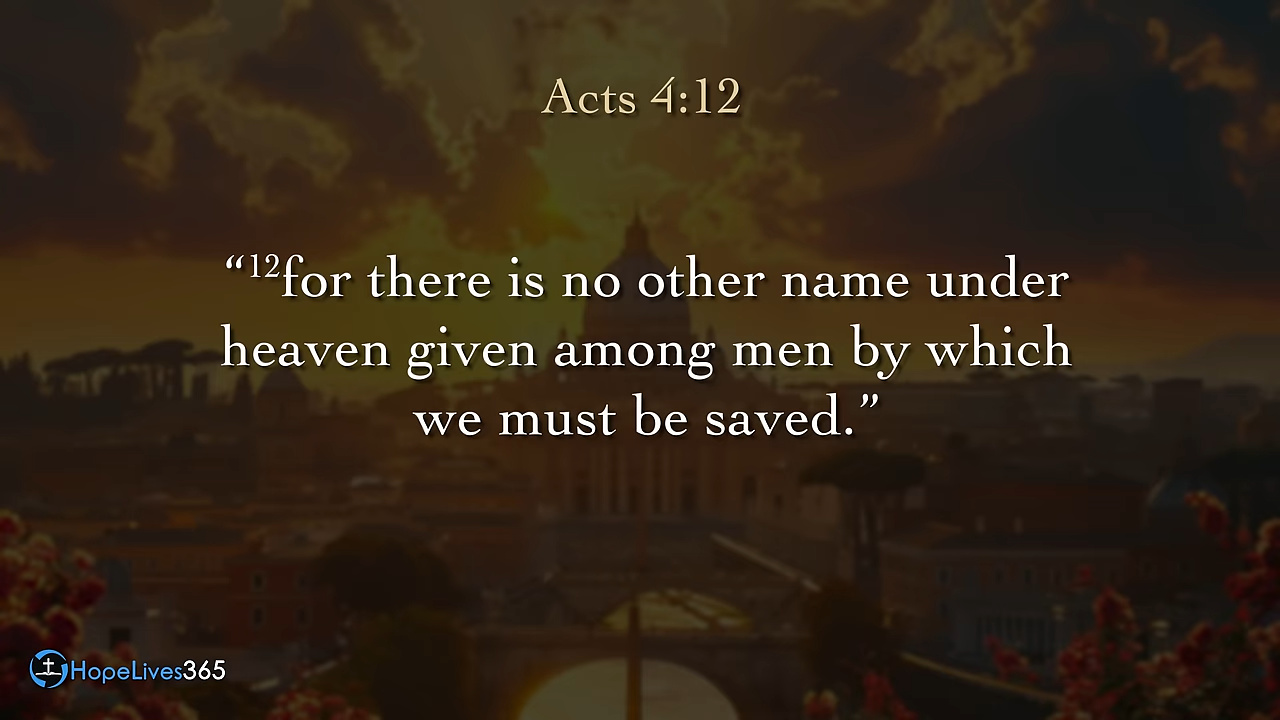 Acts 4:12
“¹²for there is no other name under
heaven given among men by which
we must be saved.”
HopeLives365